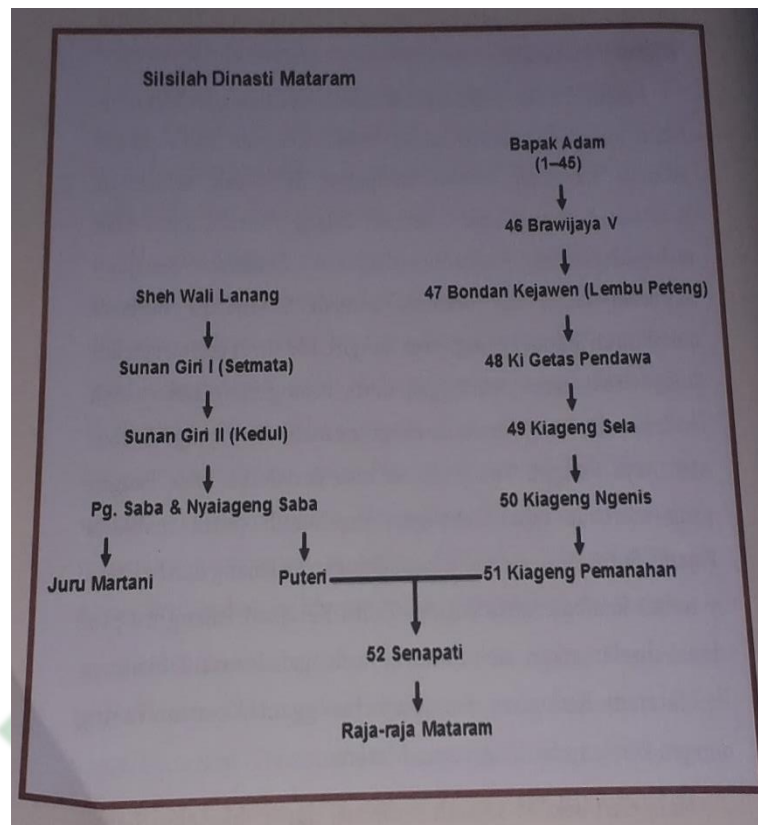 Silsilah Dinasti Mataram
Bapak Adam
(1–45)
46 Brawijaya V
Sheh Wali Lanang
47 Bondan Kejawen (Lembu Peteng)
Sunan Giri I (Setmata)
48 Ki Getas Pendawa
Sunan Giri II (Kedul)
49 Kiageng Sela
Pg. Saba & Nyaiageng Saba
50 Kiageng Ngenis
Juru Martani
Puteri
51 Kiageng Pemanahan
52 Senapati
Raja-raja Mataram